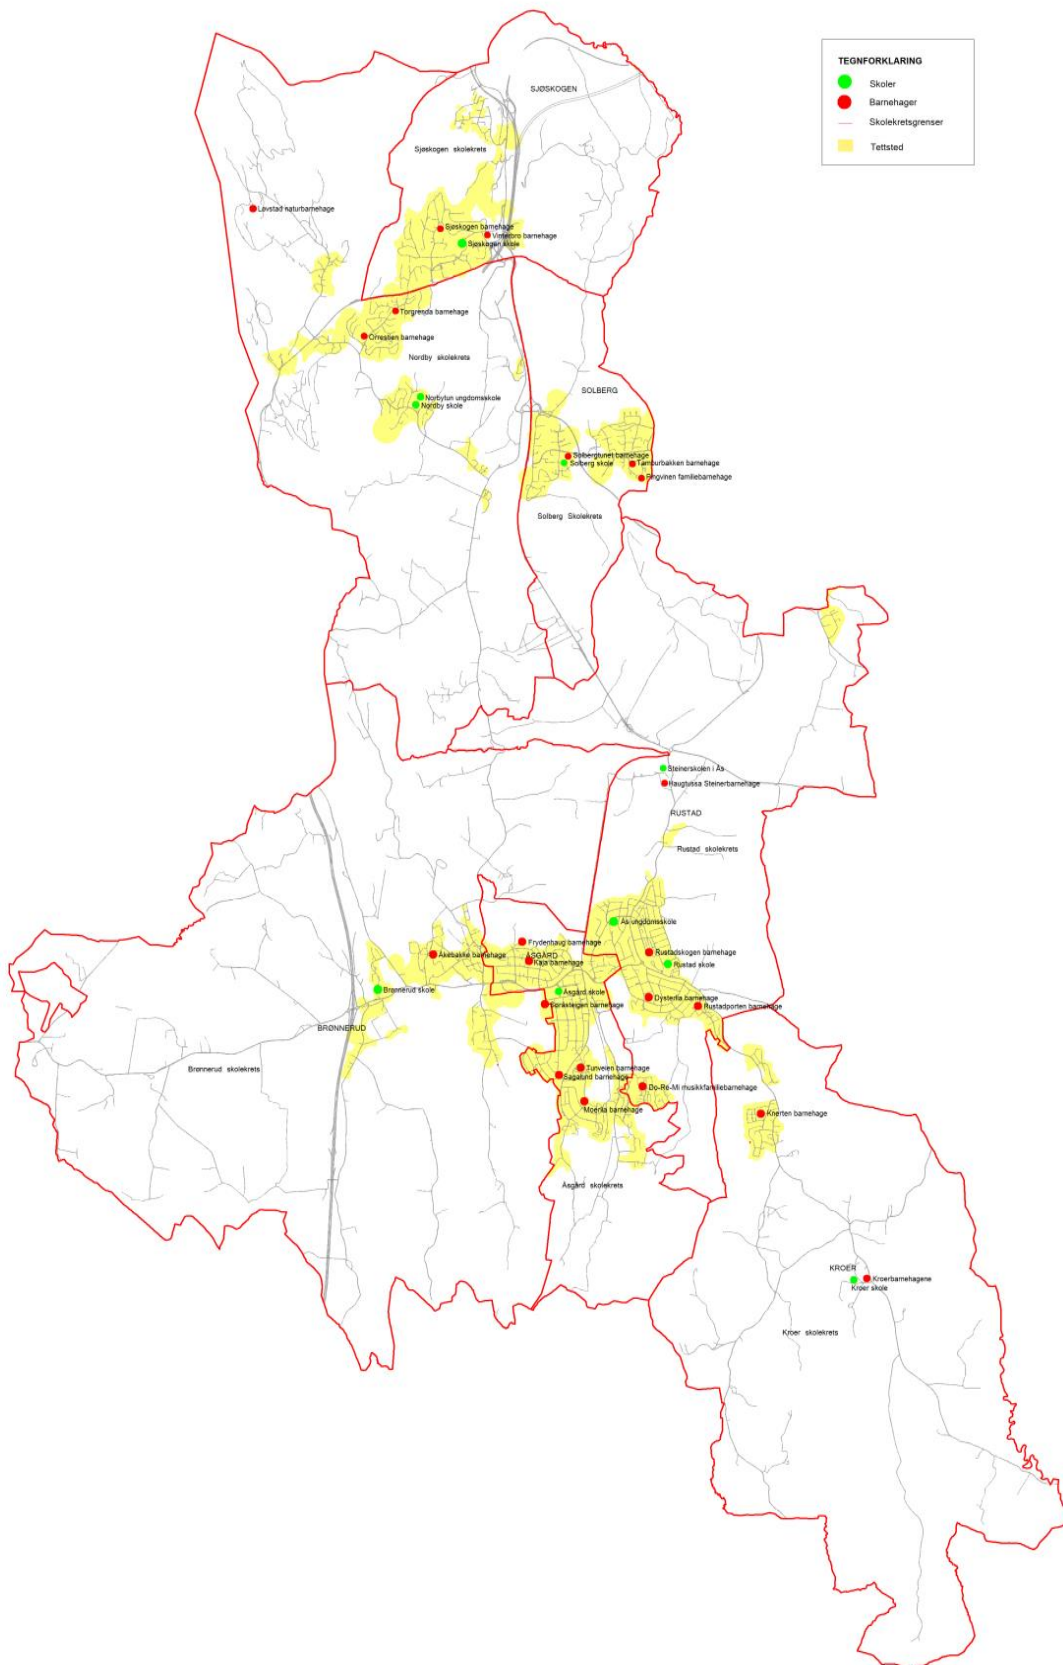 TEGNFORKLARING
Skoler
Barnehager
Skolekretsgrenser
Tettsted
SJØSKOGEN
Sjøskogen skolekrets
Løvstad naturbarnehage
Sjøskogen barnehage
Vinterbro barnehage
Sjøskogen skole
Torgrenda barnehage
Orreslien barnehage
Nordby skolekrets
SOLBERG
Norbytun ungdomsskole
Nordby skole
Solbergtunet barnehage
Solberg skole
Tamburbakken barnehage
Pingvinen familiebarnehage
Solberg Skolekrets
Steinerskolen i Ås
Haugtussa Steinerbarnehage
RUSTAD
Rustad skolekrets
Ås ungdomsskole
Frydenhaug barnehage
Åkebakke barnehage
ÅSGÅRD
Kaja barnehage
Rustadskogen barnehage
Rustad skole
Brønnerud skole
Åsgård skole
Søråsteigen barnehage
Dysterlia barnehage
Rustadporten barnehage
BRØNNERUD
Brønnerud skolekrets
Tunveien barnehage
Sagalund barnehage
Do-Re-Mi musikkfamiliebarnehage
Moerlia barnehage
Knerten barnehage
Åsgård skolekrets
KROER
Kroerbarnehagene
Kroer skole
Kroer skolekrets